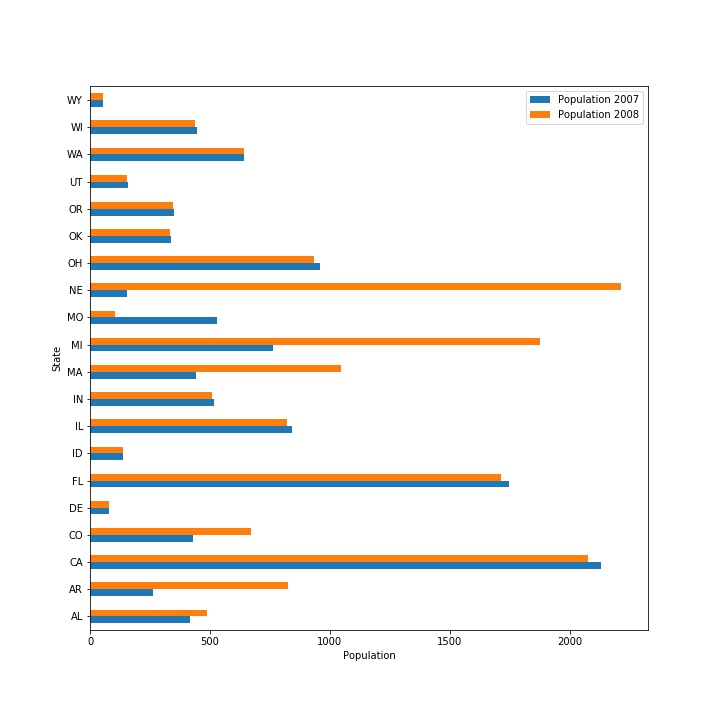 Population 2007
Population 2008
WY
WI
WA
UT
OR
OK
OH
NE
MO
MI
State
MA
IN
IL
ID
FL
DE
CO
CA
AR
AL
0 500 1000 1500 2000
Population